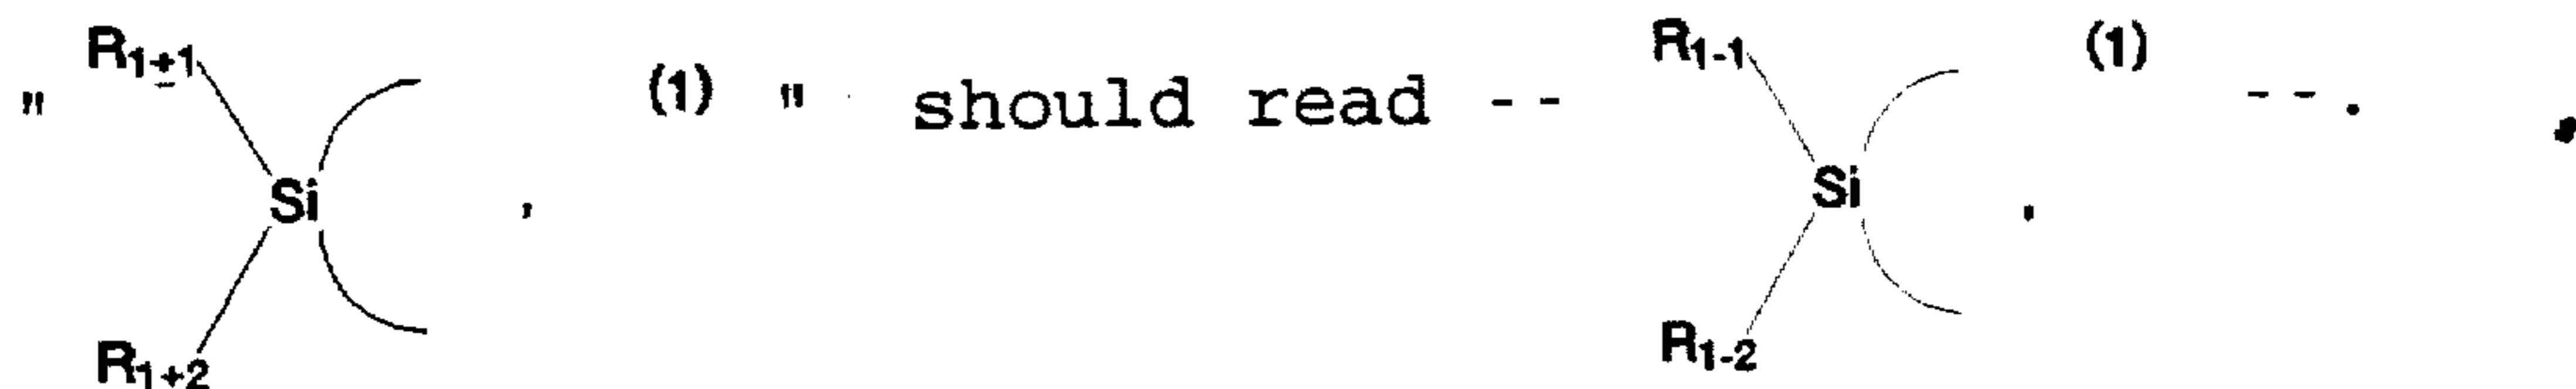 " R1+1 (1) " should read -- R1-1 (1) --.
Si , Si ,
R1+2 R1-2